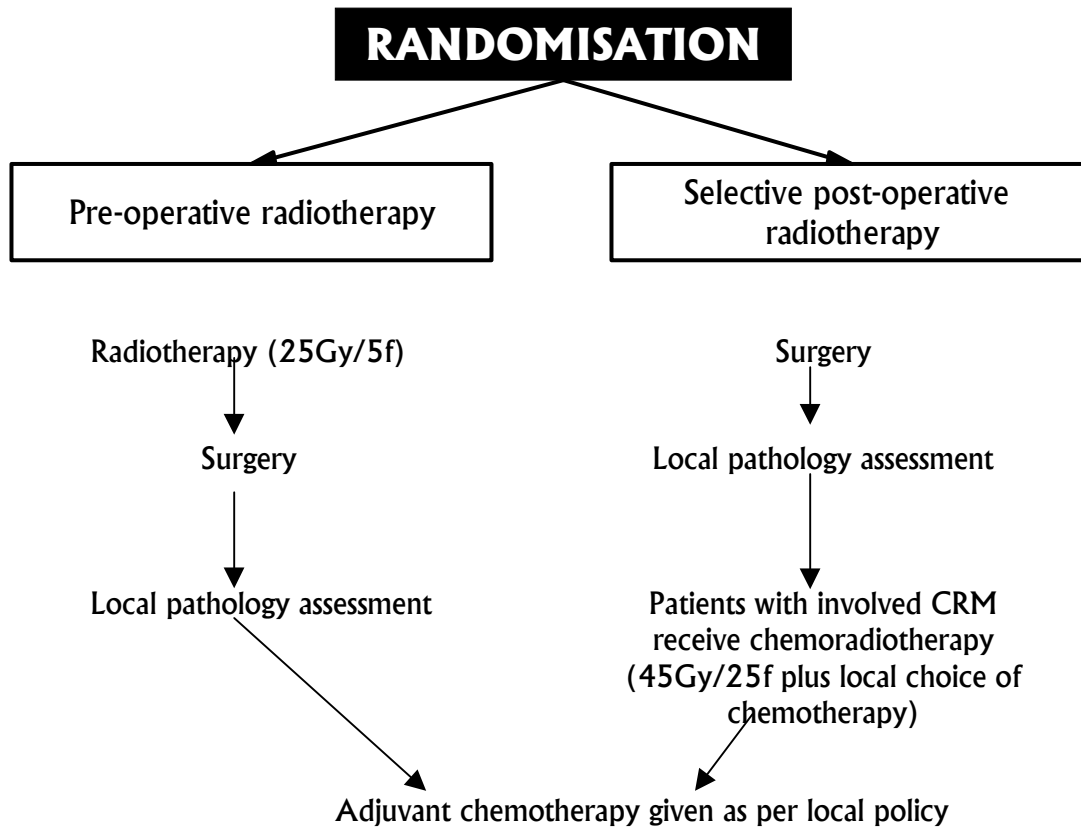 RANDOMISATION
Pre-operative radiotherapy
Selective post-operative
radiotherapy
Radiotherapy (25Gy/5f)
Surgery
Local pathology assessment
Surgery
Local pathology assessment
Patients with involved CRM
receive chemoradiotherapy
(45Gy/25f plus local choice of
chemotherapy)
Adjuvant chemotherapy given as per local policy